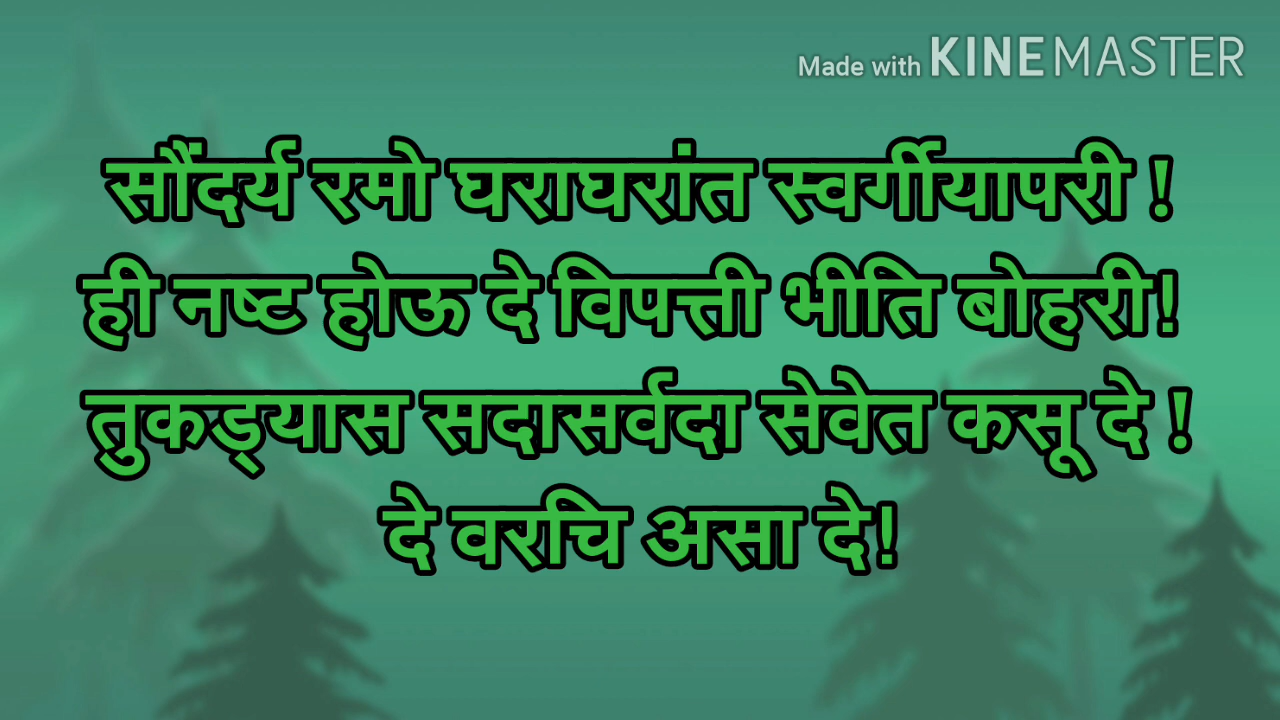 Made with KINEMASTER
सौंदर्य रमो घराघरांत स्वर्गीयापरी !
ही नष्ट होऊ दे विपत्ती भीति बोहरी!
तुकड्यास सदासर्वदा सेवेत कसू दे !
दे वरचि असा दे!